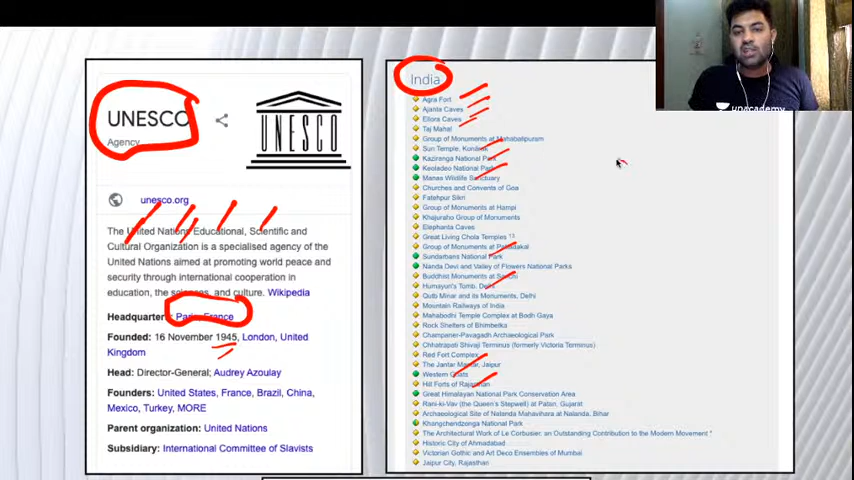 UNESCO
Agency
UNESCO
unesco.org
The United Nations Educational, Scientific and
Cultural Organization is a specialised agency of the
United Nations aimed at promoting world peace and
security through international cooperation in
education, the sciences, and culture. Wikipedia
Headquarters: Paris, France
Founded: 16 November 1945, London, United
Kingdom
Head: Director-General; Audrey Azoulay
Founders: United States, France, Brazil, China,
Mexico, Turkey, MORE
Parent organization: United Nations
Subsidiary: International Committee of Slavists
India
Agra Fort
Ajanta Caves
Ellora Caves
Taj Mahal
Group of Monuments at Mahabalipuram
Sun Temple, Konârak
Kaziranga National Park
Keoladeo National Park
Manas Wildlife Sanctuary
Churches and Convents of Goa
Fatehpur Sikri
Group of Monuments at Hampi
Khajuraho Group of Monuments
Elephanta Caves
Great Living Chola Temples
Group of Monuments at Pattadakal
Sundarbans National Park
Nanda Devi and Valley of Flowers National Parks
Buddhist Monuments at Sanchi
Humayun's Tomb, Delhi
Qutb Minar and its Monuments, Delhi
Mountain Railways of India
Mahabodhi Temple Complex at Bodh Gaya
Rock Shelters of Bhimbetka
Champaner-Pavagadh Archaeological Park
Chhatrapati Shivaji Terminus (formerly Victoria Terminus)
Red Fort Complex
The Jantar Mantar, Jaipur
Western Ghats
Hill Forts of Rajasthan
Great Himalayan National Park Conservation Area
Rani-ki-Vav (the Queen's Stepwell) at Patan, Gujarat
Archaeological Site of Nalanda Mahavihara at Nalanda, Bihar
Khangchendzonga National Park
The Architectural Work of Le Corbusier, an Outstanding Contribution to the Modern Movement *
Historic City of Ahmadabad
Victorian Gothic and Art Deco Ensembles of Mumbai
Jaipur City, Rajasthan
unacademy